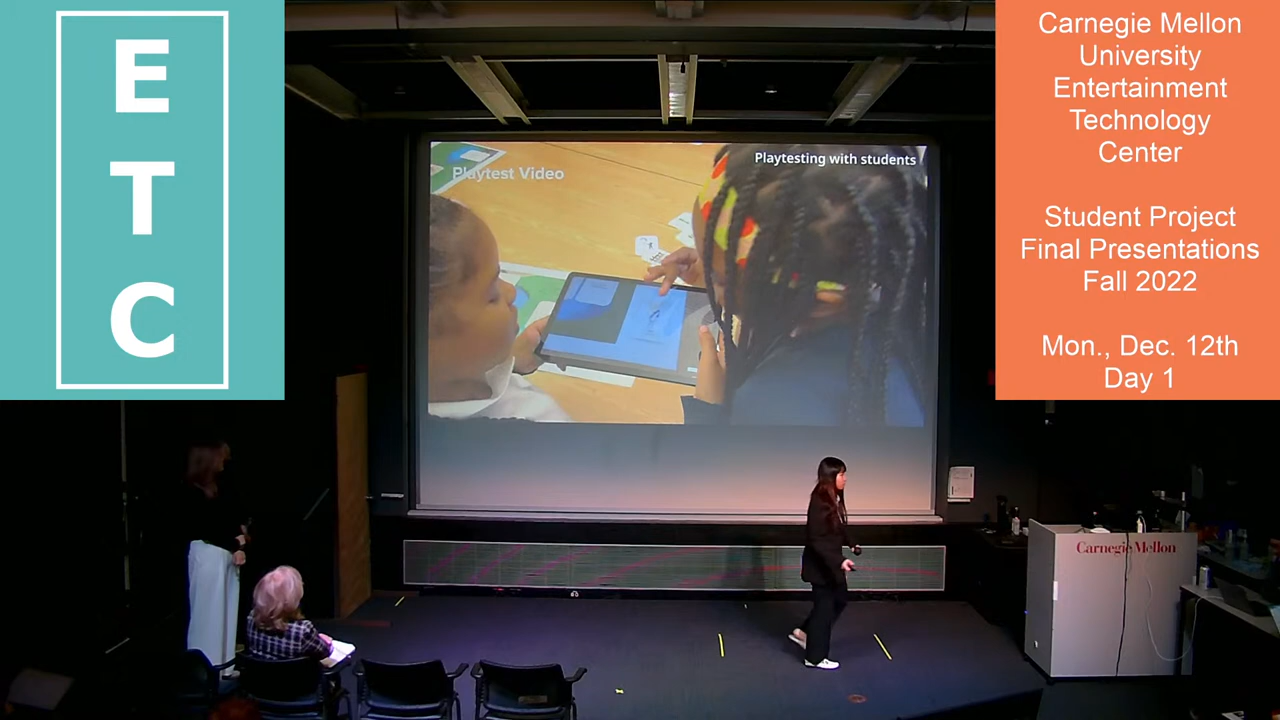 E
T
C
Carnegie Mellon
University
Entertainment
Technology
Center
Student Project
Final Presentations
Fall 2022
Mon., Dec. 12th
Day 1
Playtesting with students
Playtest Video
Carnegie Mellon